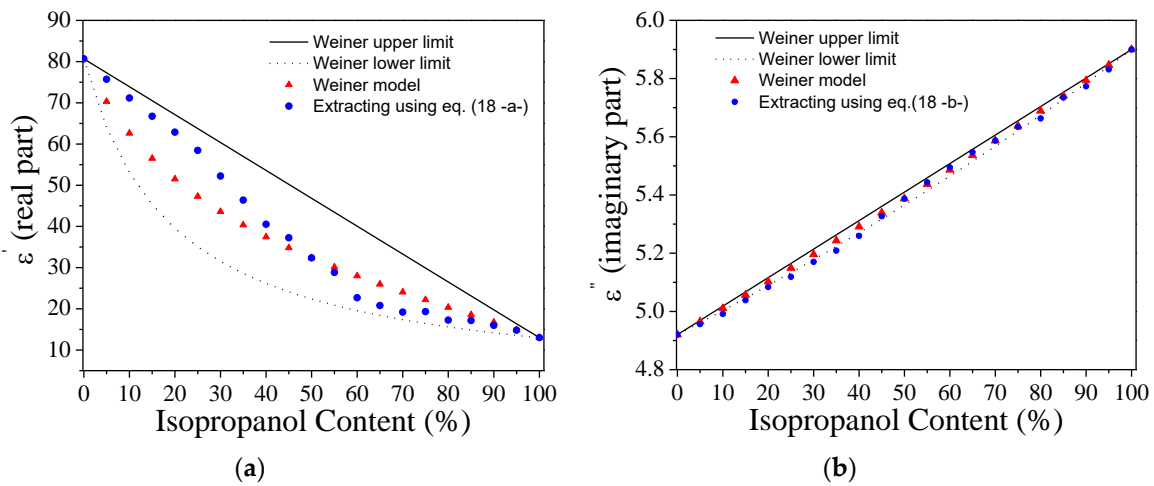 90
80
70
60
50
40
30
20
10
ε' (real part)
Weiner upper limit
Weiner lower limit
Weiner model
Extracting using eq. (18 -a-)
0 10 20 30 40 50 60 70 80 90 100
Isopropanol Content (%)
(a)
6.0
5.8
5.6
5.4
5.2
5.0
4.8
ε" (imaginary part)
Weiner upper limit
Weiner lower limit
Weiner model
Extracting using eq.(18 -b-)
0 10 20 30 40 50 60 70 80 90 100
Isopropanol Content (%)
(b)